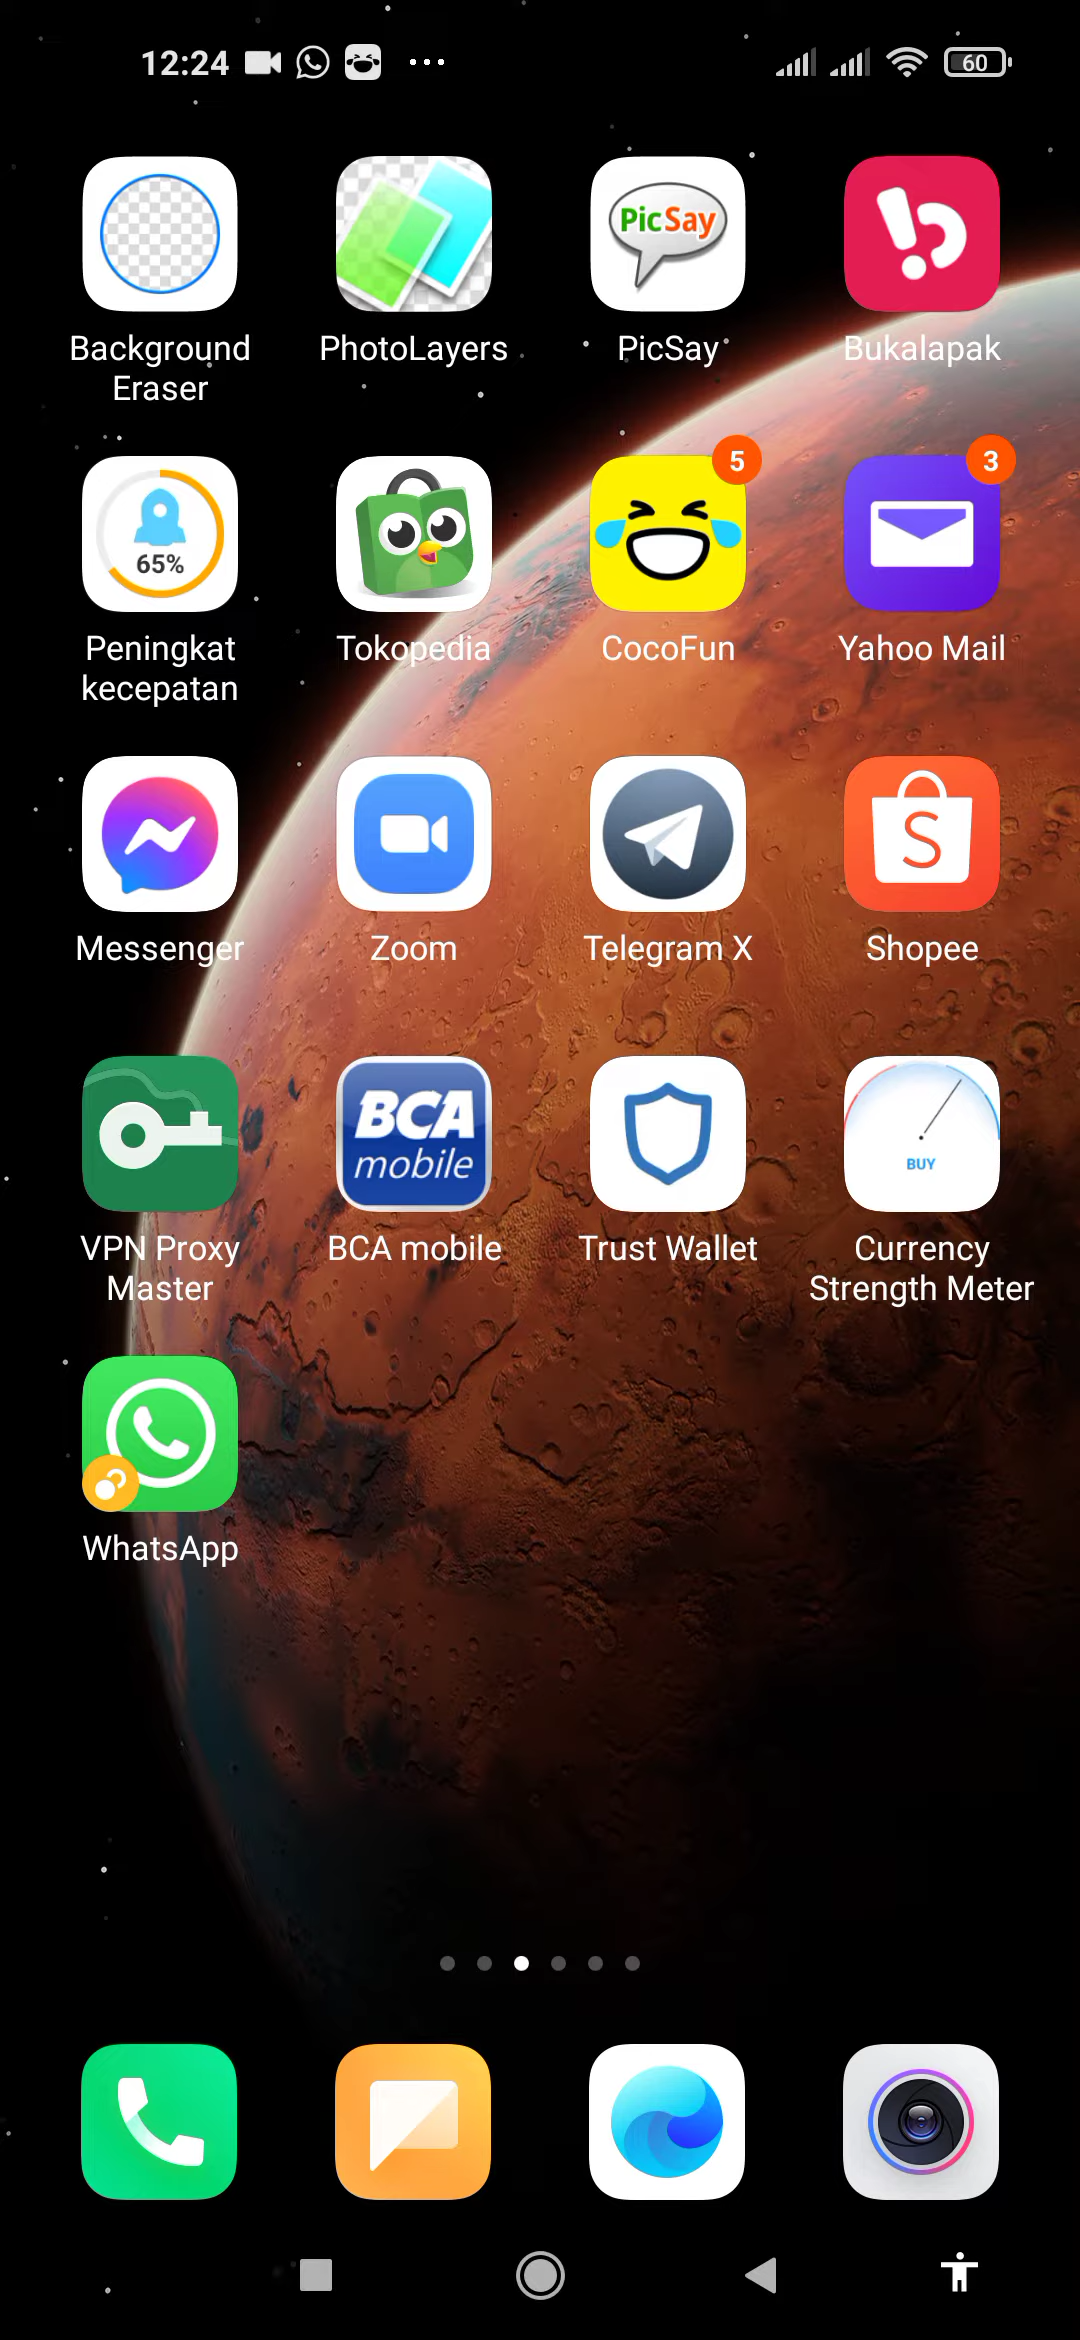 12:24
60
PicSay
Background
Eraser
PhotoLayers
PicSay
Bukalapak
65%
5
3
Peningkat
kecepatan
Tokopedia
CocoFun
Yahoo Mail
S
Messenger
Zoom
Telegram X
Shopee
BCA
mobile
BUY
VPN Proxy
Master
BCA mobile
Trust Wallet
Currency
Strength Meter
WhatsApp